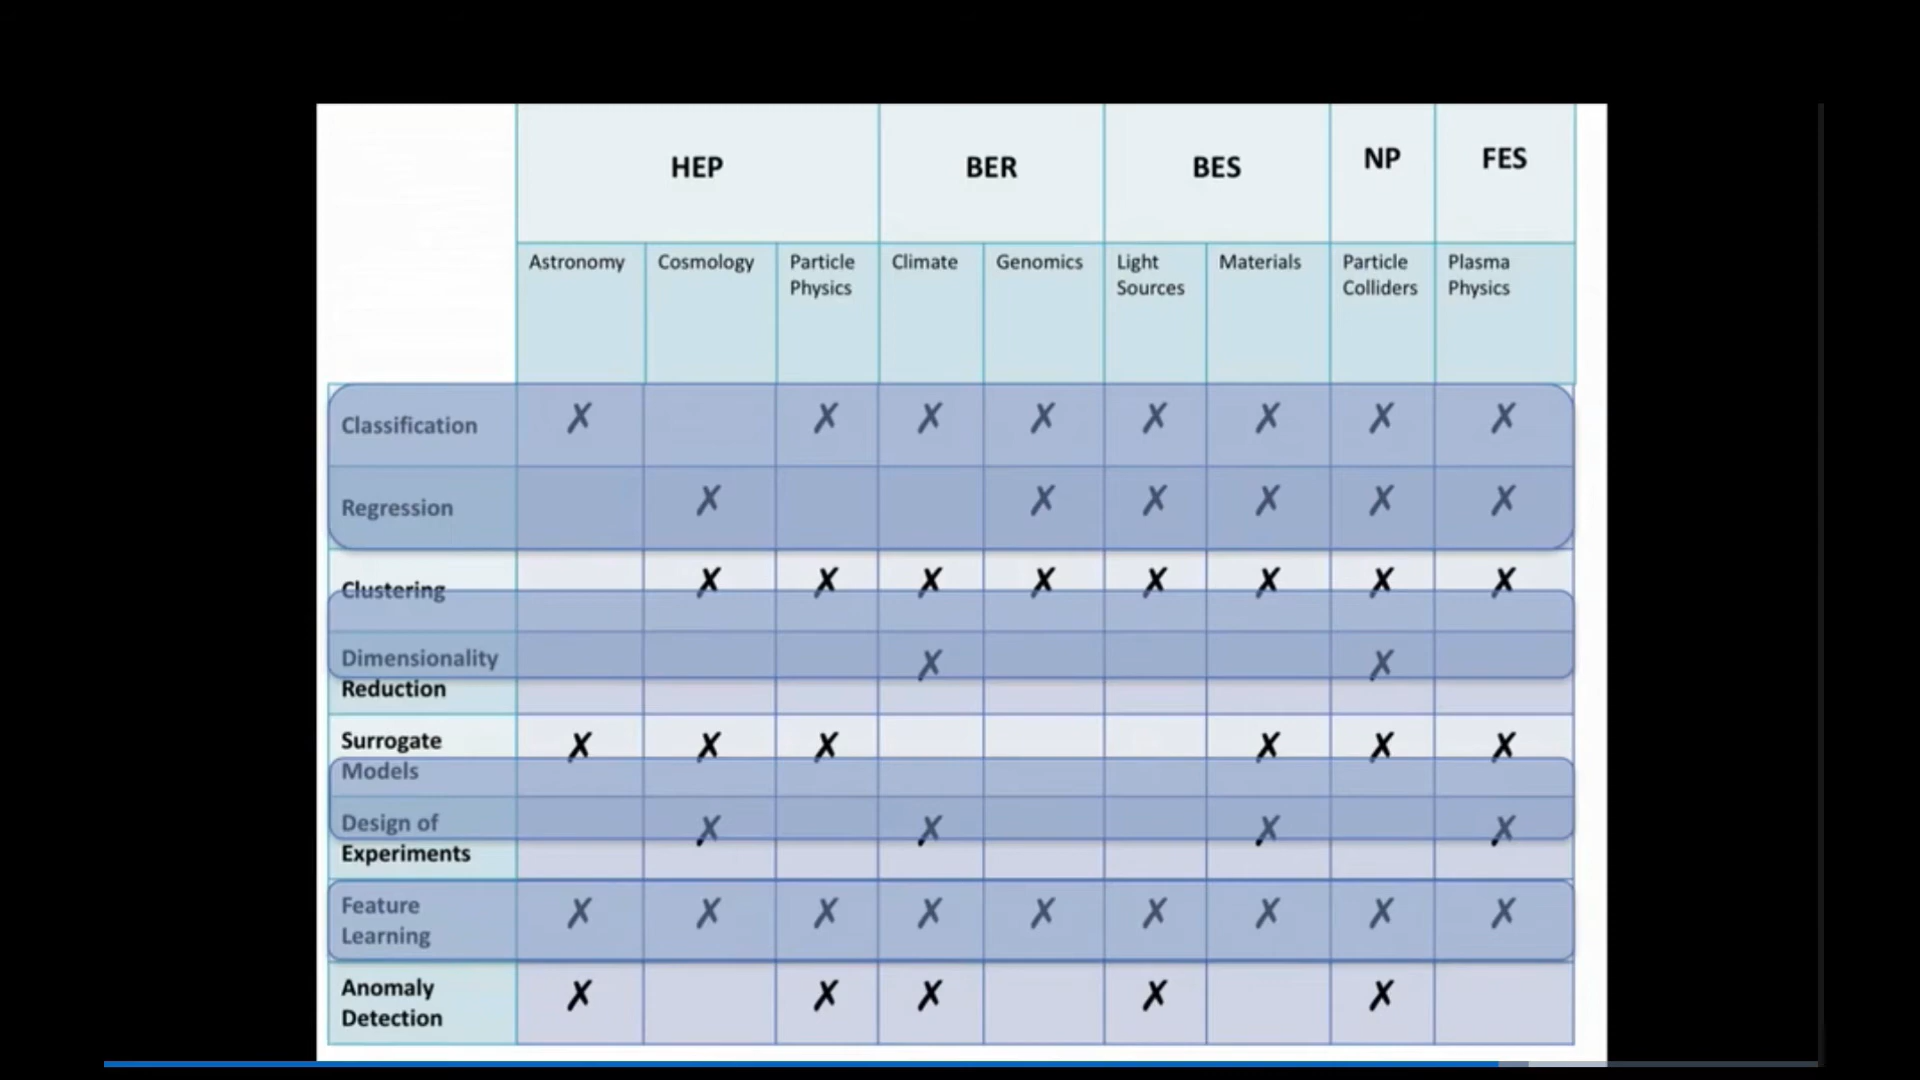 HEP BER BES NP FES
Astronomy Cosmology Particle Physics Climate Genomics Light Sources Materials Particle Colliders Plasma Physics
Classification ✗ ✗ ✗ ✗ ✗ ✗ ✗ ✗
Regression ✗ ✗ ✗ ✗ ✗ ✗
Clustering ✗ ✗ ✗ ✗ ✗ ✗ ✗ ✗
Dimensionality ✗ ✗
Reduction
Surrogate ✗ ✗ ✗ ✗ ✗ ✗
Models
Design of ✗ ✗ ✗ ✗
Experiments
Feature ✗ ✗ ✗ ✗ ✗ ✗ ✗ ✗ ✗
Learning
Anomaly ✗ ✗ ✗ ✗ ✗
Detection